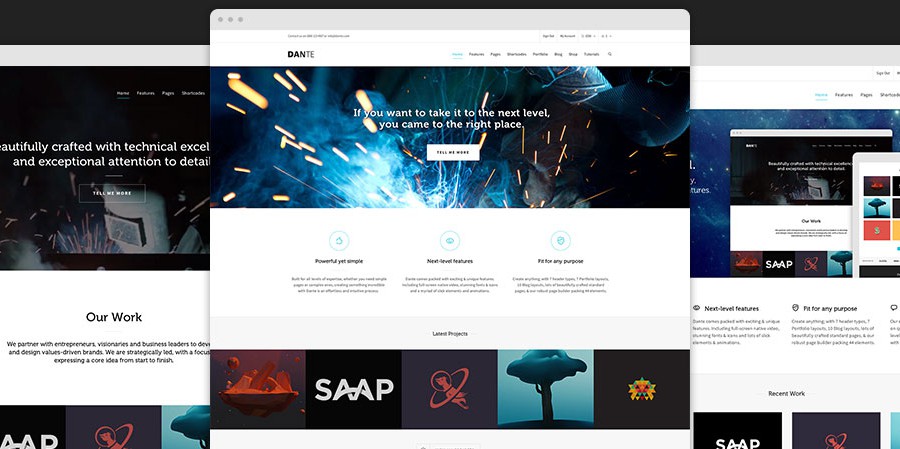 Sign Out My Account
DANTE
Home Features Pages Shortcodes Portfolio Blog Shop Tutorials
If you want to take it to the next level,
you came to the right place.
TELL ME MORE
Powerful yet simple
Built for all levels of expertise, whether you need simple
pages or complex ones, creating something incredible
with Dante is an effortless and intuitive process.
Next-level features
Dante comes packed with exciting & unique features.
Including full-screen native video, stunning fonts & icons
and a myriad of slick elements and animations.
Fit for any purpose
Create anything, with 7 header types, 7 Portfolio layouts,
10 Blog layouts, lots of beautifully crafted standard
pages, & our robust page builder packing 44 elements.
Latest Projects
SAAP
Home Features Pages Shortcodes
eautifully crafted with technical excel
and exceptional attention to detail
TELL ME MORE
Our Work
We partner with entrepreneurs, visionaries and business leaders to deve
and design values-driven brands. We are strategically led, with a focus
expressing a core idea from start to finish.
AAP
Sign Out
Home Features Pages Shortcodes
DANTE
Beautifully crafted with technical excellence
and exceptional attention to detail.
Our Work
SAAP
l.
y.
atures.
Next-level features
Dante comes packed with exciting &
unique features. Including full-screen native video,
stunning fonts & icons and lots of slick
elements & animations.
Fit for any purpose
Create anything, with 7 header types, 7
Portfolio layouts, 10 Blog layouts, lots of
beautifully crafted standard pages, & our
robust page builder packing 44 elements.
Recent Work
SAAP